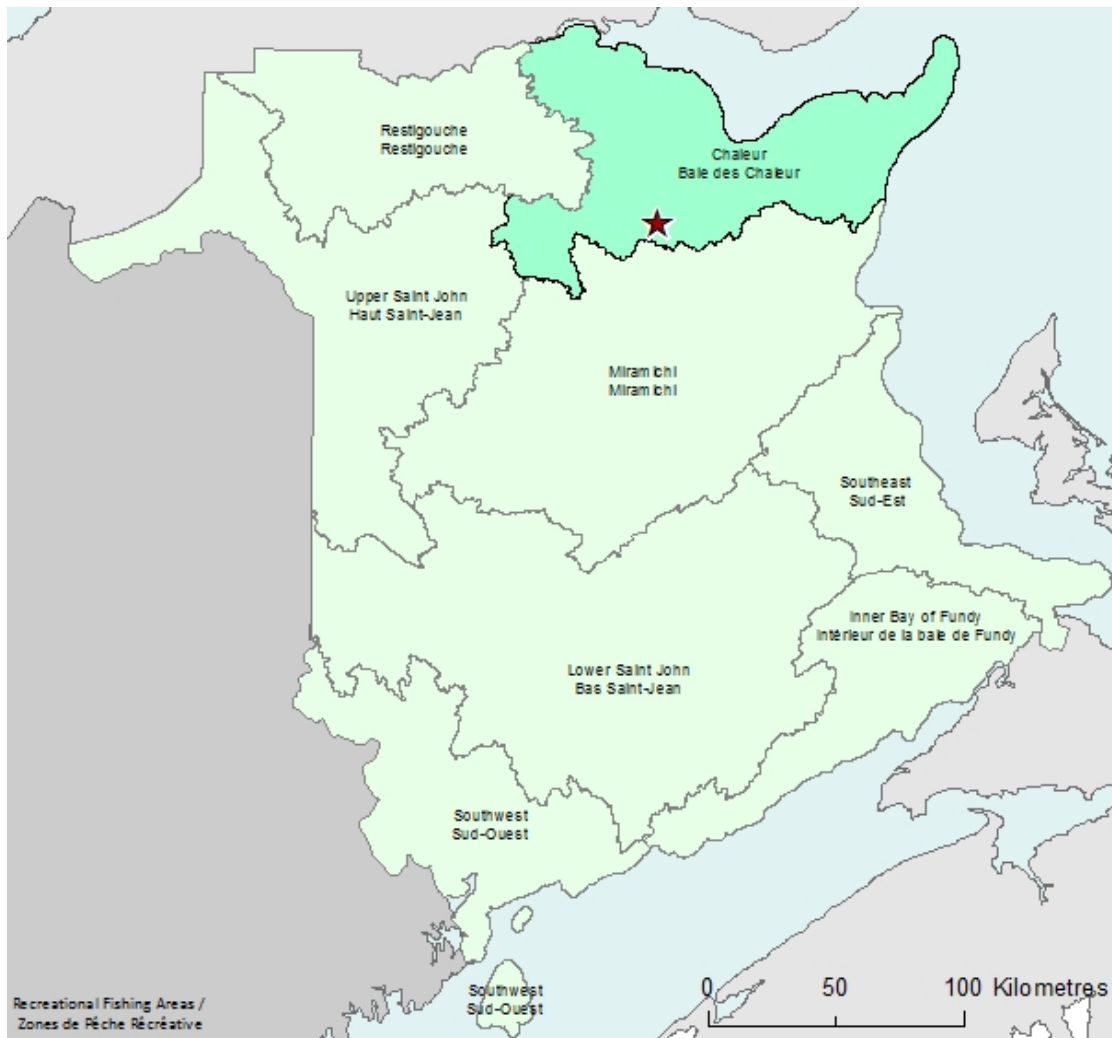 Restigouche
Restigouche
Chaleur
Baie des Chaleur
Upper Saint John
Haut Saint-Jean
Miramichi
Miramichi
Southeast
Sud-Est
Inner Bay of Fundy
Intérieur de la baie de Fundy
Lower Saint John
Bas Saint-Jean
Southwest
Sud-Ouest
Southwest
Sud-Ouest
0 50 100 Kilometres
Recreational Fishing Areas /
Zones de Pêche Récréative